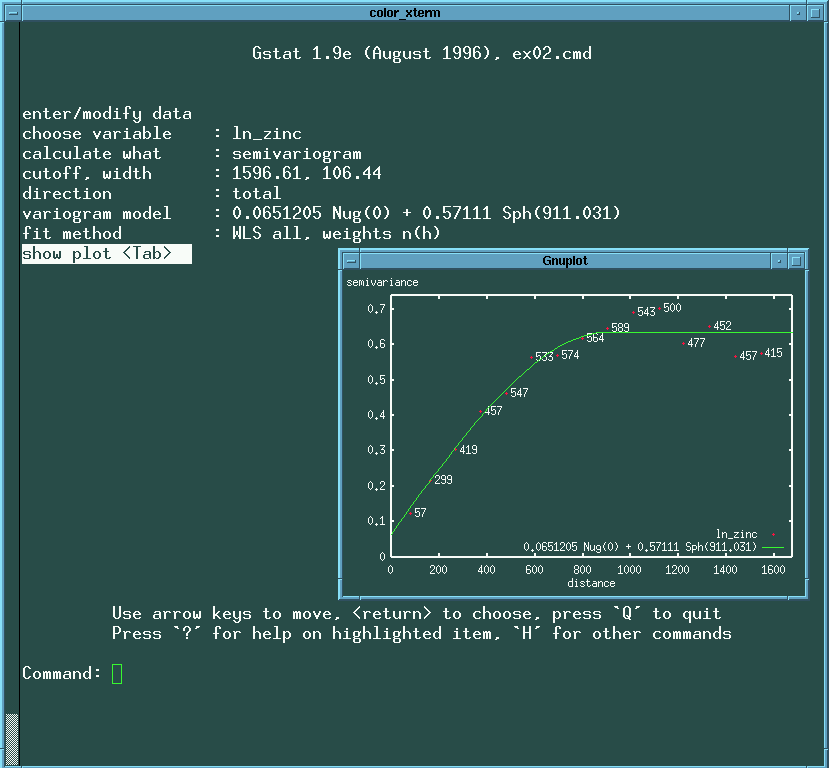 color_xterm
Gstat 1.9e (August 1996), ex02.cmd
enter/modify data
choose variable : ln_zinc
calculate what : semivariogram
cutoff, width : 1596.61, 106.44
direction : total
variogram model : 0.0651205 Nug(0) + 0.57111 Sph(911.031)
fit method : WLS all, weights n(h)
show plot <Tab>
Gnuplot
semivariance
0.7
0.6
0.5
0.4
0.3
0.2
0.1
0
57
299
419
457
547
533
574
564
589
543
500
477
452
457
415
ln_zinc
0.0651205 Nug(0) + 0.57111 Sph(911.031)
0 200 400 600 800 1000 1200 1400 1600
distance
Use arrow keys to move, <return> to choose, press `Q´ to quit
Press `?´ for help on highlighted item, `H´ for other commands
Command: